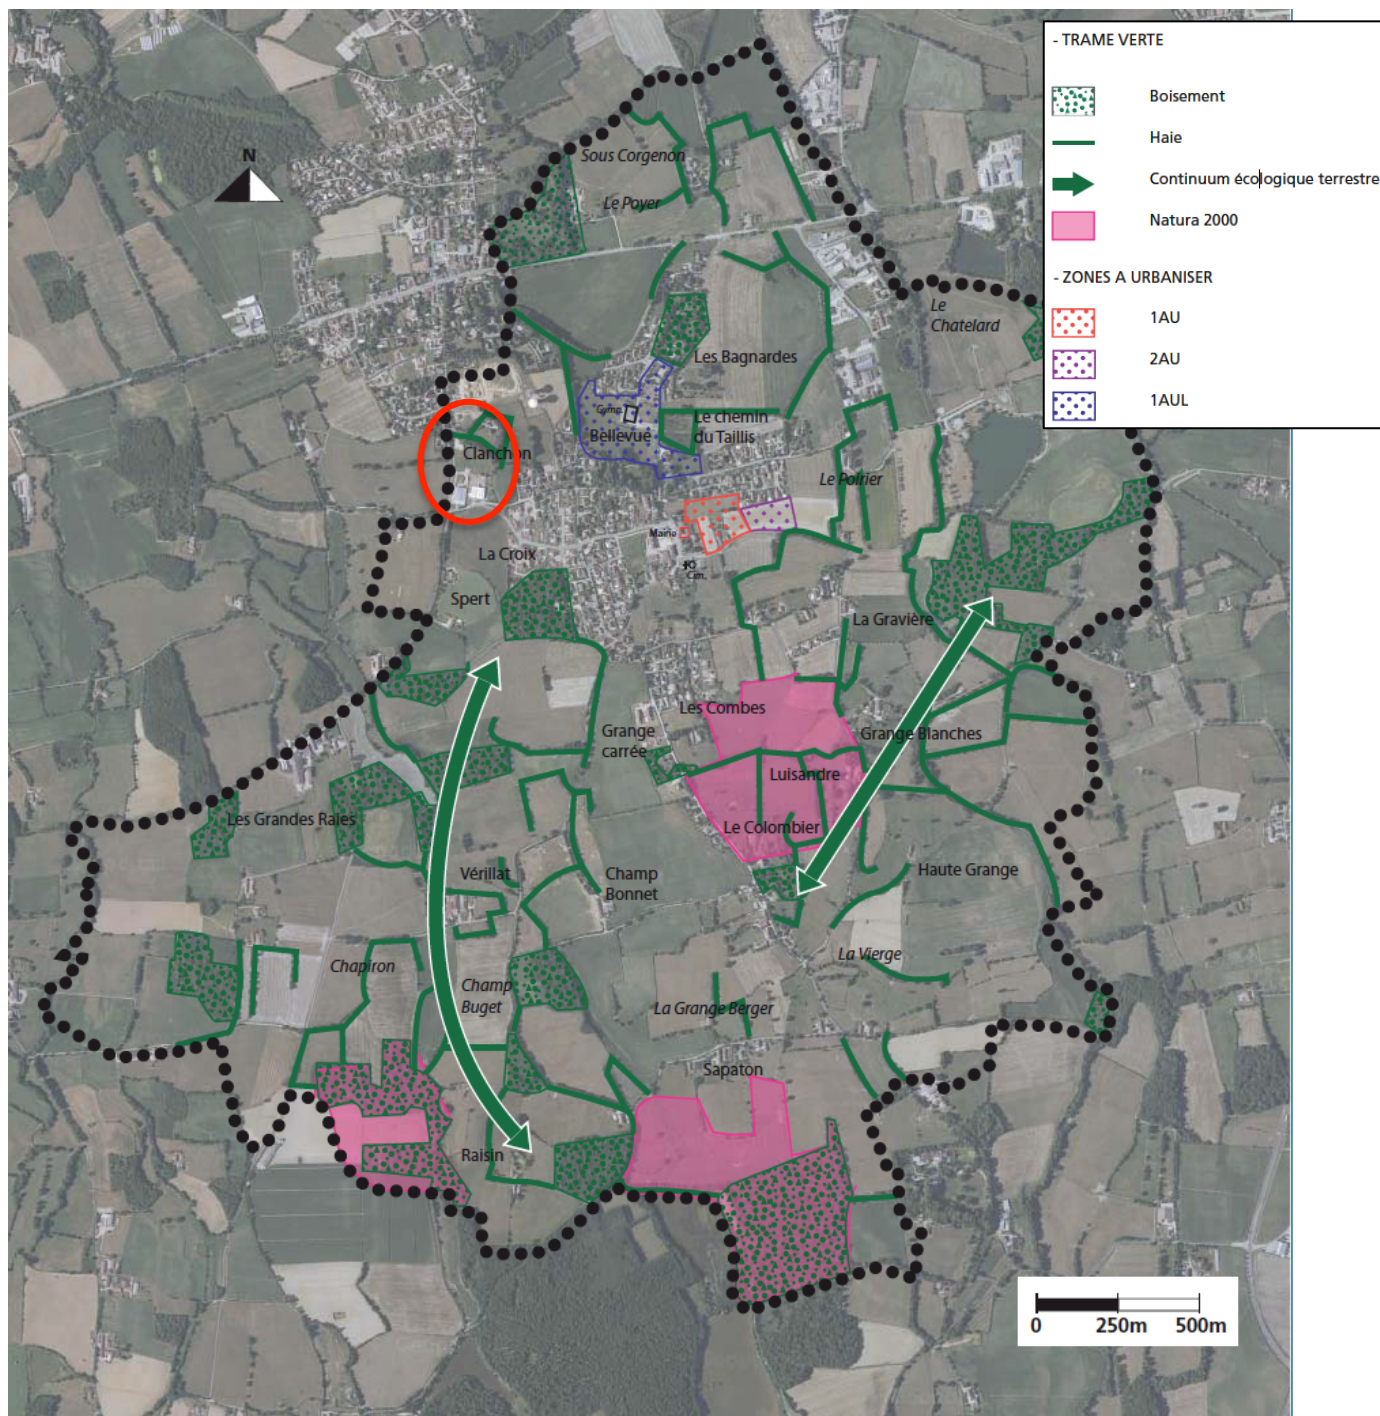 - TRAME VERTE
Boisement
Haie
Continuum écologique terrestre
Natura 2000
- ZONES A URBANISER
1AU
2AU
1AUL
N
Sous Corgenon
Le Poyer
Le
Chatelard
Les Bagnardes
Gymn.
Bellevue
Le chemin
du Taillis
Clanchon
Le Poirier
Mairie
Cim.
La Croix
Spert
La Gravière
Les Combes
Grange
carrée
Grange Blanches
Luisandre
Le Colombier
Les Grandes Raies
Vérillat
Champ
Bonnet
Haute Grange
Chapiron
La Vierge
Champ
Buget
La Grange Berger
Sapaton
Raisin
0 250m 500m